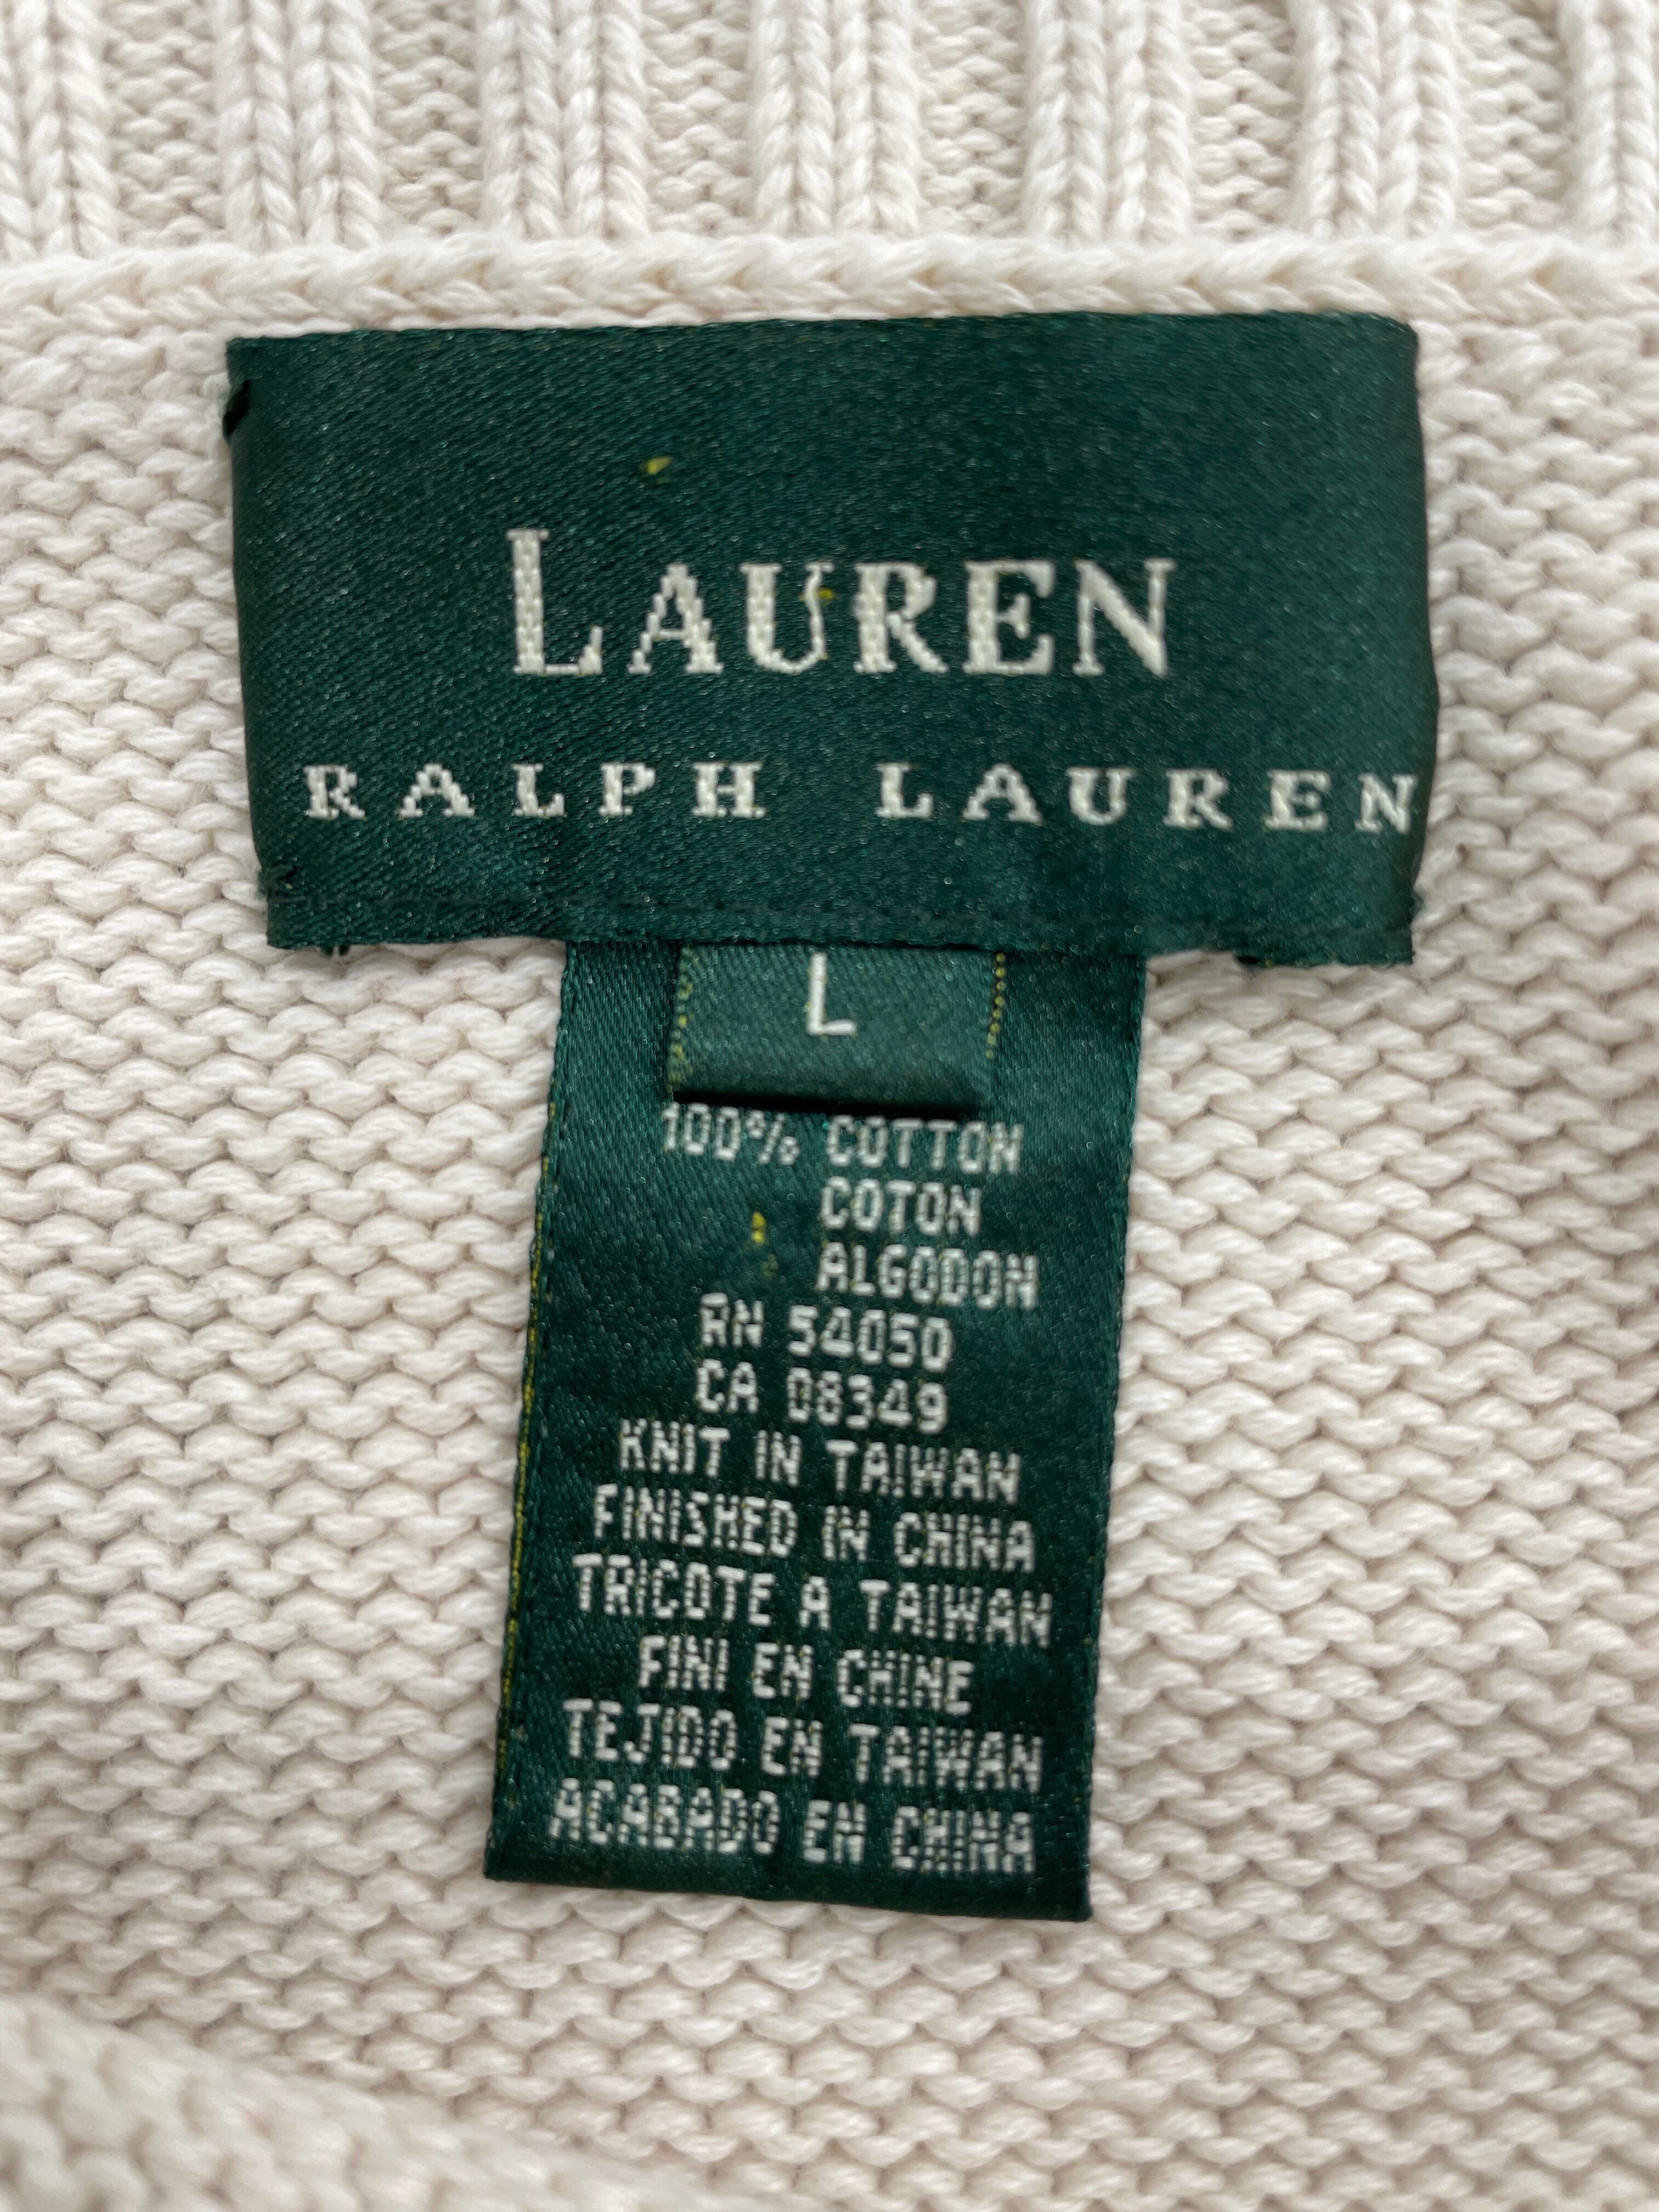 LAUREN
RALPH LAUREN
L
100% COTTON
COTON
ALGODON
RN 54050
CA 08349
KNIT IN TAIWAN
FINISHED IN CHINA
TRICOTE A TAIWAN
FINI EN CHINE
TEJIDO EN TAIWAN
ACABADO EN CHINA